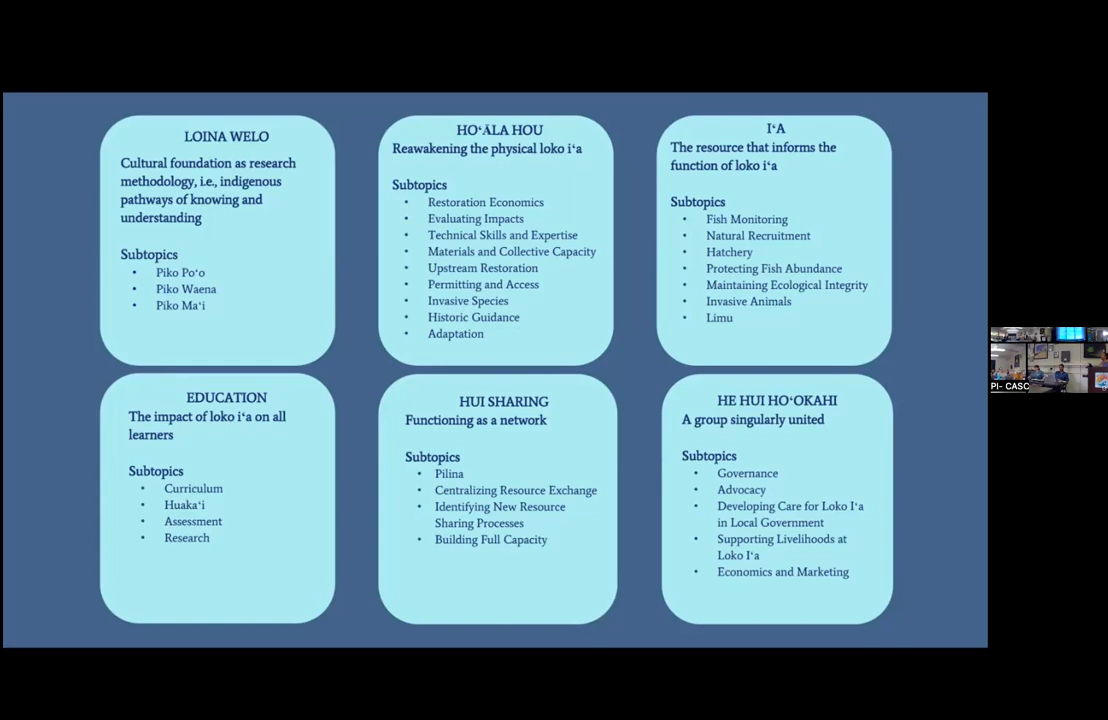 LOINA WELO
Cultural foundation as research
methodology, i.e., indigenous
pathways of knowing and
understanding
Subtopics
• Piko Poʻo
• Piko Waena
• Piko Maʻi
HOʻĀLA HOU
Reawakening the physical loko iʻa
Subtopics
• Restoration Economics
• Evaluating Impacts
• Technical Skills and Expertise
• Materials and Collective Capacity
• Upstream Restoration
• Permitting and Access
• Invasive Species
• Historic Guidance
• Adaptation
IʻA
The resource that informs the
function of loko iʻa
Subtopics
• Fish Monitoring
• Natural Recruitment
• Hatchery
• Protecting Fish Abundance
• Maintaining Ecological Integrity
• Invasive Animals
• Limu
EDUCATION
The impact of loko iʻa on all
learners
Subtopics
• Curriculum
• Huakaʻi
• Assessment
• Research
HUI SHARING
Functioning as a network
Subtopics
• Pilina
• Centralizing Resource Exchange
• Identifying New Resource
Sharing Processes
• Building Full Capacity
HE HUI HOʻOKAHI
A group singularly united
Subtopics
• Governance
• Advocacy
• Developing Care for Loko Iʻa
in Local Government
• Supporting Livelihoods at
Loko Iʻa
• Economics and Marketing
PI- CASC